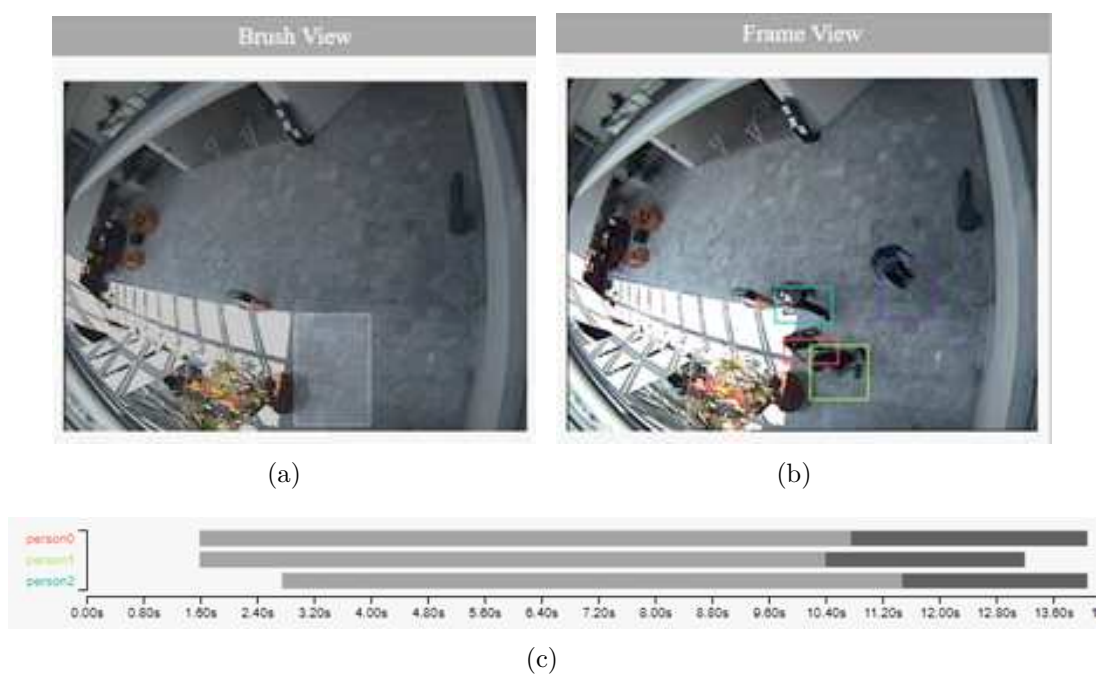 Brush View
Frame View
(a)
(b)
person0
person1
person2
0.00s 0.80s 1.60s 2.40s 3.20s 4.00s 4.80s 5.60s 6.40s 7.20s 8.00s 8.80s 9.60s 10.40s 11.20s 12.00s 12.80s 13.60s 1
(c)